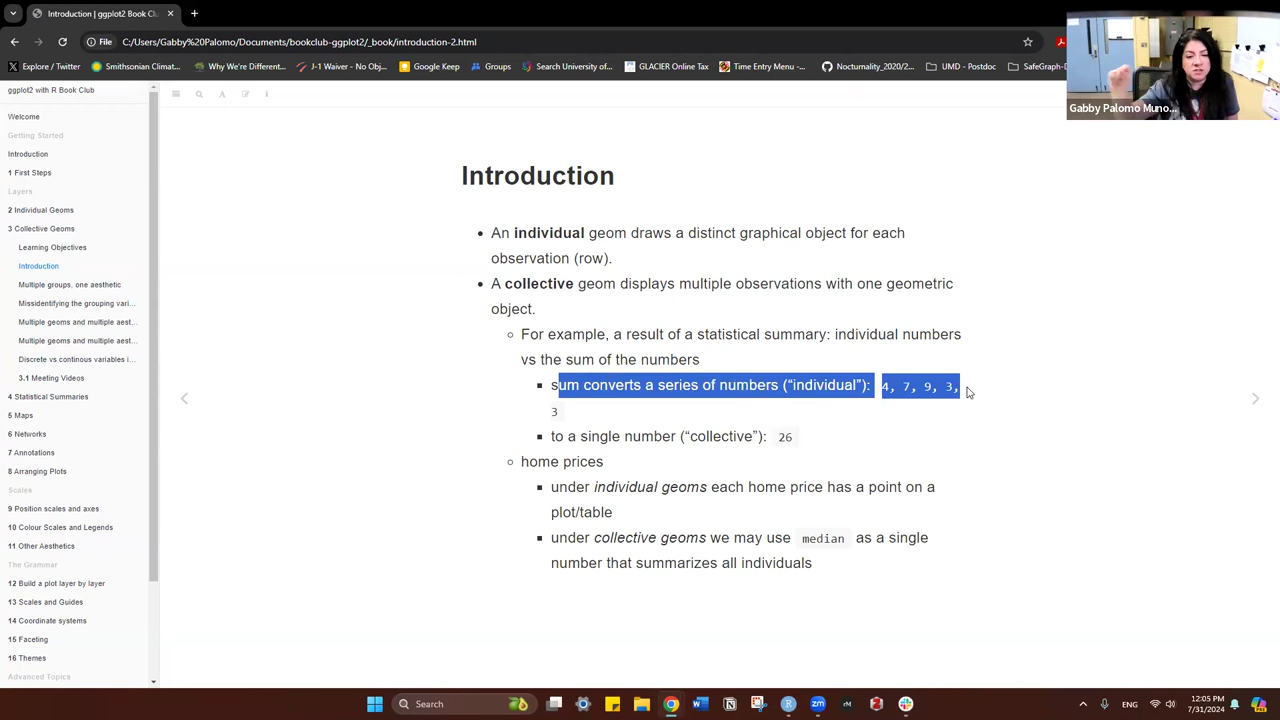 Introduction | ggplot2 Book Clu
File
C:/Users/Gabby%20Palomo/Documents/bookclub-ggplot2/_book/introduction-2.html
Explore / Twitter
Smithsonian Climat...
Why We're Different...
J-1 Waiver - No Obj...
Google Keep
Groups
SI and University of...
GLACIER Online Tax
Time Entry - Menu -...
Nocturnality_2020/2...
UMD - Postdoc
SafeGraph-D
Gabby Palomo Muno...
ggplot2 with R Book Club
Welcome
Getting Started
Introduction
1 First Steps
Layers
2 Individual Geoms
3 Collective Geoms
Learning Objectives
Introduction
Multiple groups, one aesthetic
Missidentifying the grouping vari...
Multiple geoms and multiple aest...
Multiple geoms and multiple aest...
Discrete vs continous variables i...
3.1 Meeting Videos
4 Statistical Summaries
5 Maps
6 Networks
7 Annotations
8 Arranging Plots
Scales
9 Position scales and axes
10 Colour Scales and Legends
11 Other Aesthetics
The Grammar
12 Build a plot layer by layer
13 Scales and Guides
14 Coordinate systems
15 Faceting
16 Themes
Advanced Topics
Introduction
• An individual geom draws a distinct graphical object for each
observation (row).
• A collective geom displays multiple observations with one geometric
object.
○ For example, a result of a statistical summary: individual numbers
vs the sum of the numbers
▪ sum converts a series of numbers (“individual”): 4, 7, 9, 3,
3
▪ to a single number (“collective”): 26
○ home prices
▪ under individual geoms each home price has a point on a
plot/table
▪ under collective geoms we may use median as a single
number that summarizes all individuals
Search
ENG
12:05 PM
7/31/2024